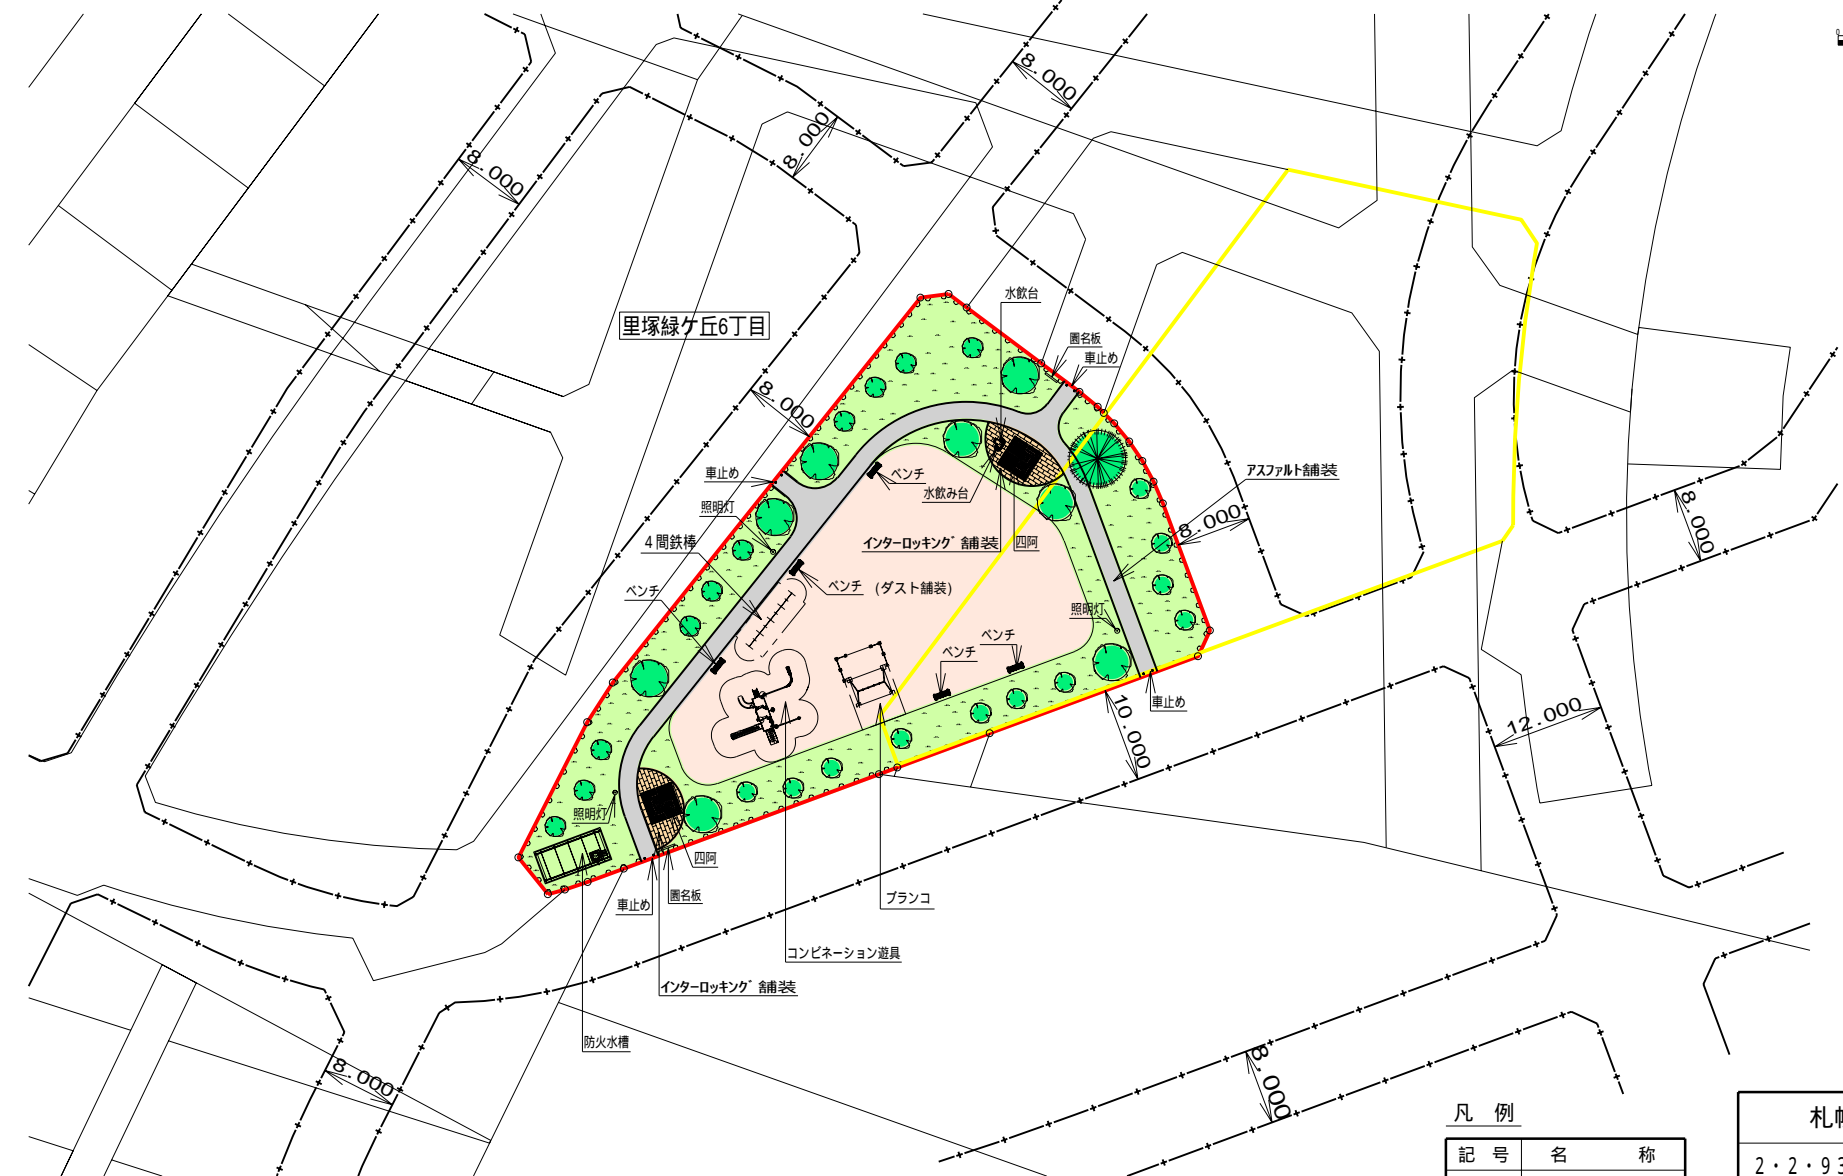 8.000
8.000
8.000
水飲台
里塚緑ケ丘6丁目
園名板
車止め
8.000
車止め
ベンチ
アスファルト舗装
水飲み台
照明灯
8.000
8.000
4間鉄棒
インターロッキング゛舗装
四阿
ベンチ
ベンチ (ダスト舗装)
照明灯
ベンチ
ベンチ
車止め
10.000
12.000
照明灯
四阿
園名板
車止め
ブランコ
コンビネーション遊具
インターロッキング゛舗装
防火水槽
8.000
8.000
凡 例
記 号
名 称
2・2・93